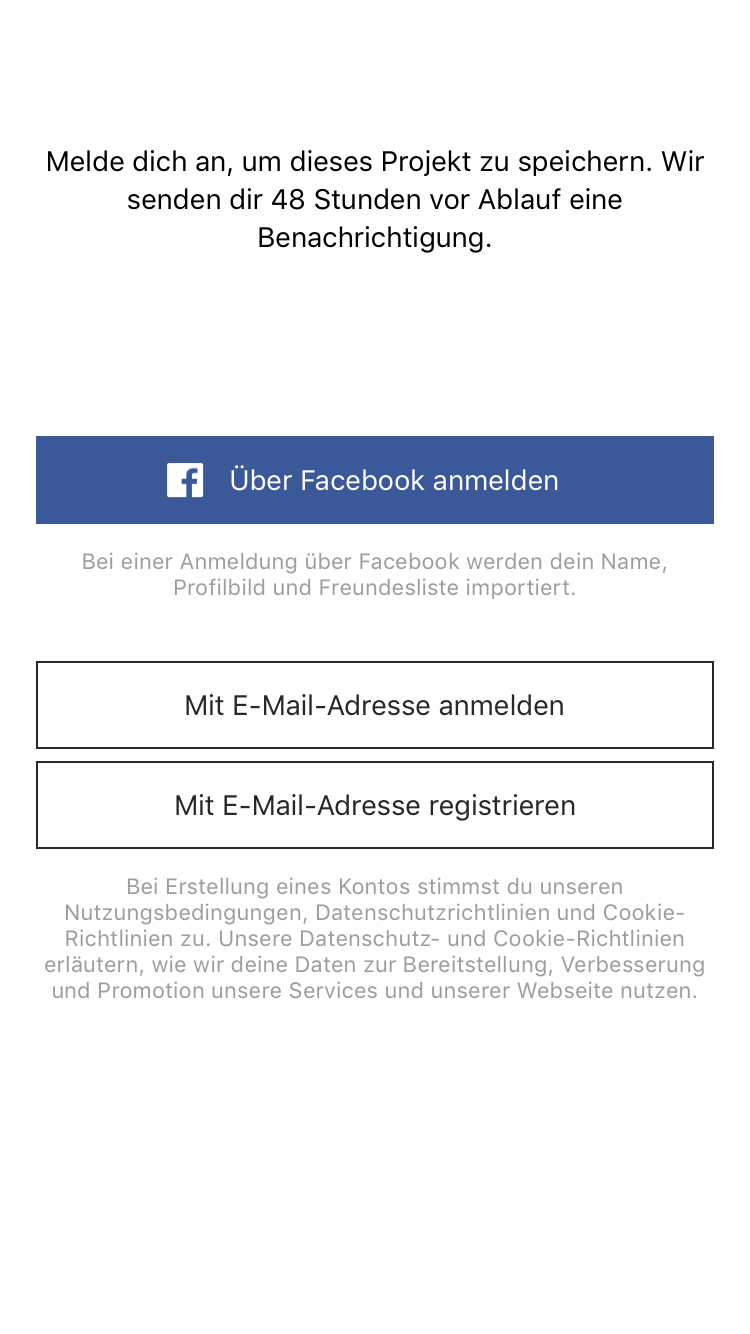 Melde dich an, um dieses Projekt zu speichern. Wir
senden dir 48 Stunden vor Ablauf eine
Benachrichtigung.
Über Facebook anmelden
Bei einer Anmeldung über Facebook werden dein Name,
Profilbild und Freundesliste importiert.
Mit E-Mail-Adresse anmelden
Mit E-Mail-Adresse registrieren
Bei Erstellung eines Kontos stimmst du unseren
Nutzungsbedingungen, Datenschutzrichtlinien und Cookie-
Richtlinien zu. Unsere Datenschutz- und Cookie-Richtlinien
erläutern, wie wir deine Daten zur Bereitstellung, Verbesserung
und Promotion unsere Services und unserer Webseite nutzen.